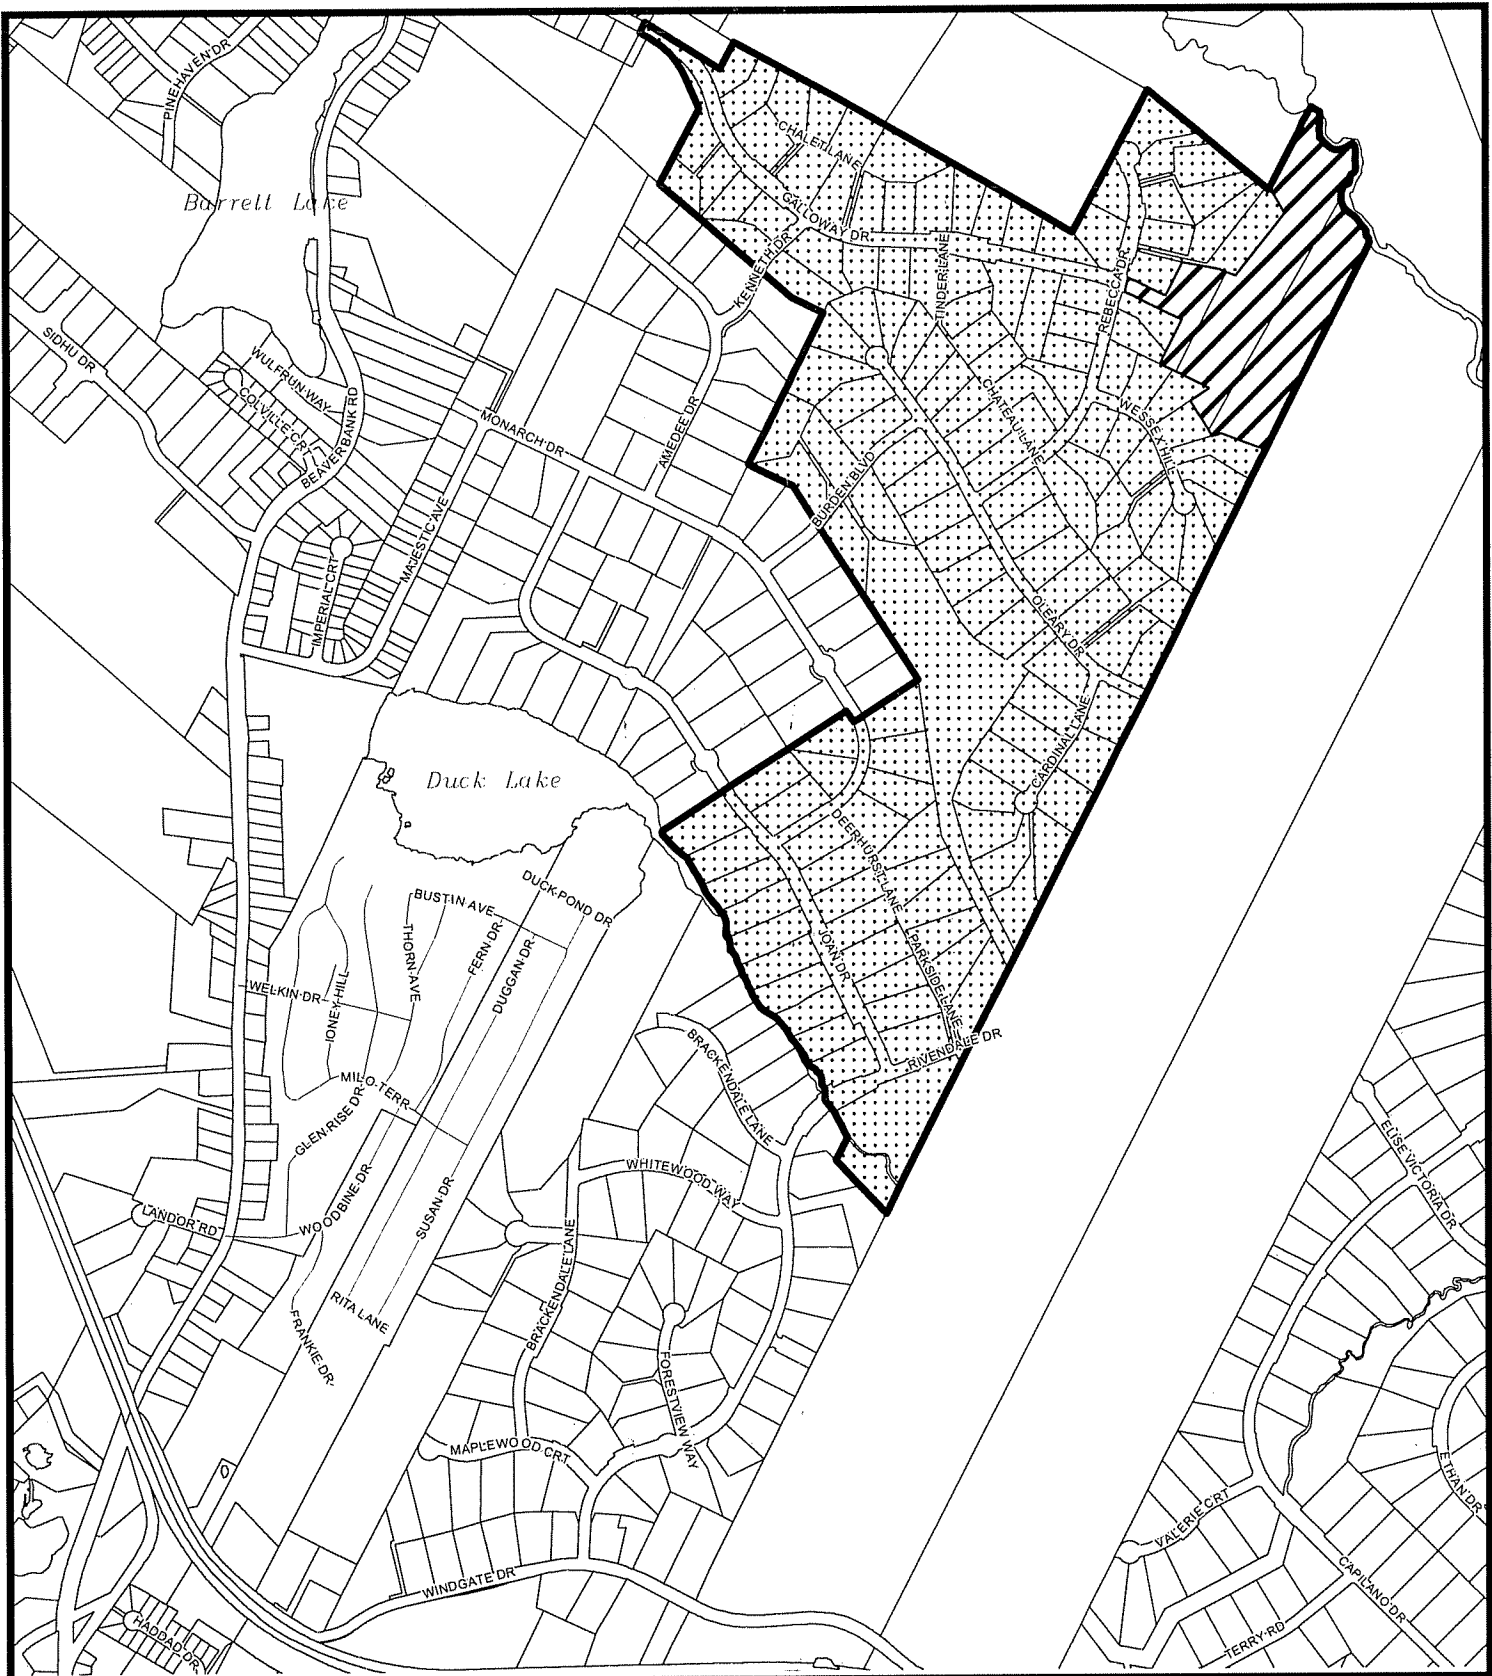 PINEHAVEN DR
CHALET LANE
Barrett Lake
GALLOWAY DR
KENNETH DR
TINDER LANE
REBECCA DR
SIDHU DR
WULFRUN WAY
COLVILLE CRT
BEAVER BANK RD
MONARCH DR
AMEDEE DR
CHATEAU LANE
WESSEX HILL
BURDEN BLVD
MAJESTIC AVE
IMPERIAL CRT
OLEARY DR
CARDINAL LANE
Duck Lake
DEERHURST LANE
DUCK POND DR
BUSTIN AVE
THORN AVE
FERN DR
DUGGAN DR
JOAN DR
PARKSIDE LANE
WELKIN DR
IONEY HILL
RIVENDALE DR
BRACKENDALE LANE
MILO TERR
GLEN RISE DR
ELISE VICTORIA DR
WHITEWOOD WAY
LANDOR RD
WOODBINE DR
SUSAN DR
BRACKENDALE LANE
RITA LANE
FRANKIE DR
FORESTVIEW WAY
MAPLEWOOD CRT
ETHAN DR
VALERIE CRT
WINDGATE DR
CAPILANO DR
HADDAD DR
TERRY RD